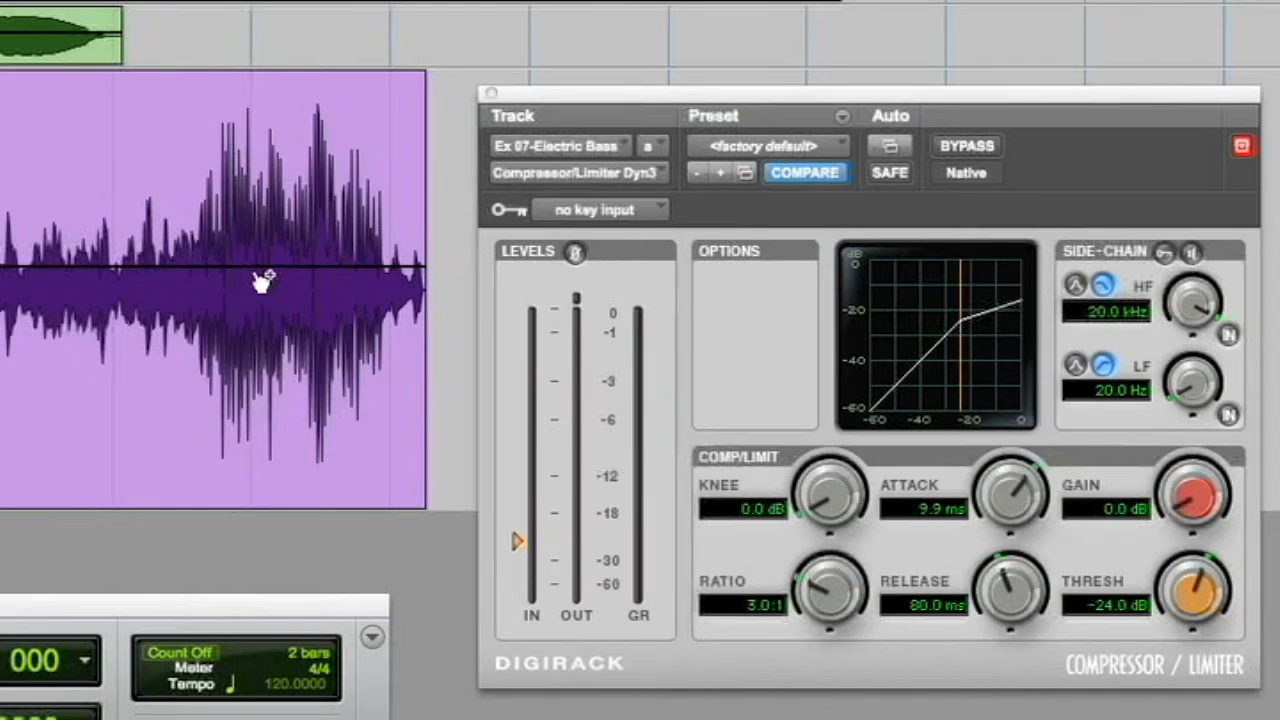 Track Preset Auto
Ex 07-Electric Bass a <factory default> BYPASS
Compressor/Limiter Dyn3 - + COMPARE SAFE Native
no key input
LEVELS Ø OPTIONS SIDE-CHAIN
dB
0
-20
-40
-60
-60 -40 -20 0
HF
20.0 kHz
IN
LF
20.0 Hz
IN
0
-1
-3
-6
-12
-18
-30
-60
IN OUT GR
COMP/LIMIT
KNEE ATTACK GAIN
0.0 dB 9.9 ms 0.0 dB
RATIO RELEASE THRESH
3.0:1 80.0 ms -24.0 dB
DIGIRACK COMPRESSOR / LIMITER
000
Count Off 2 bars
Meter 4/4
Tempo 120.0000